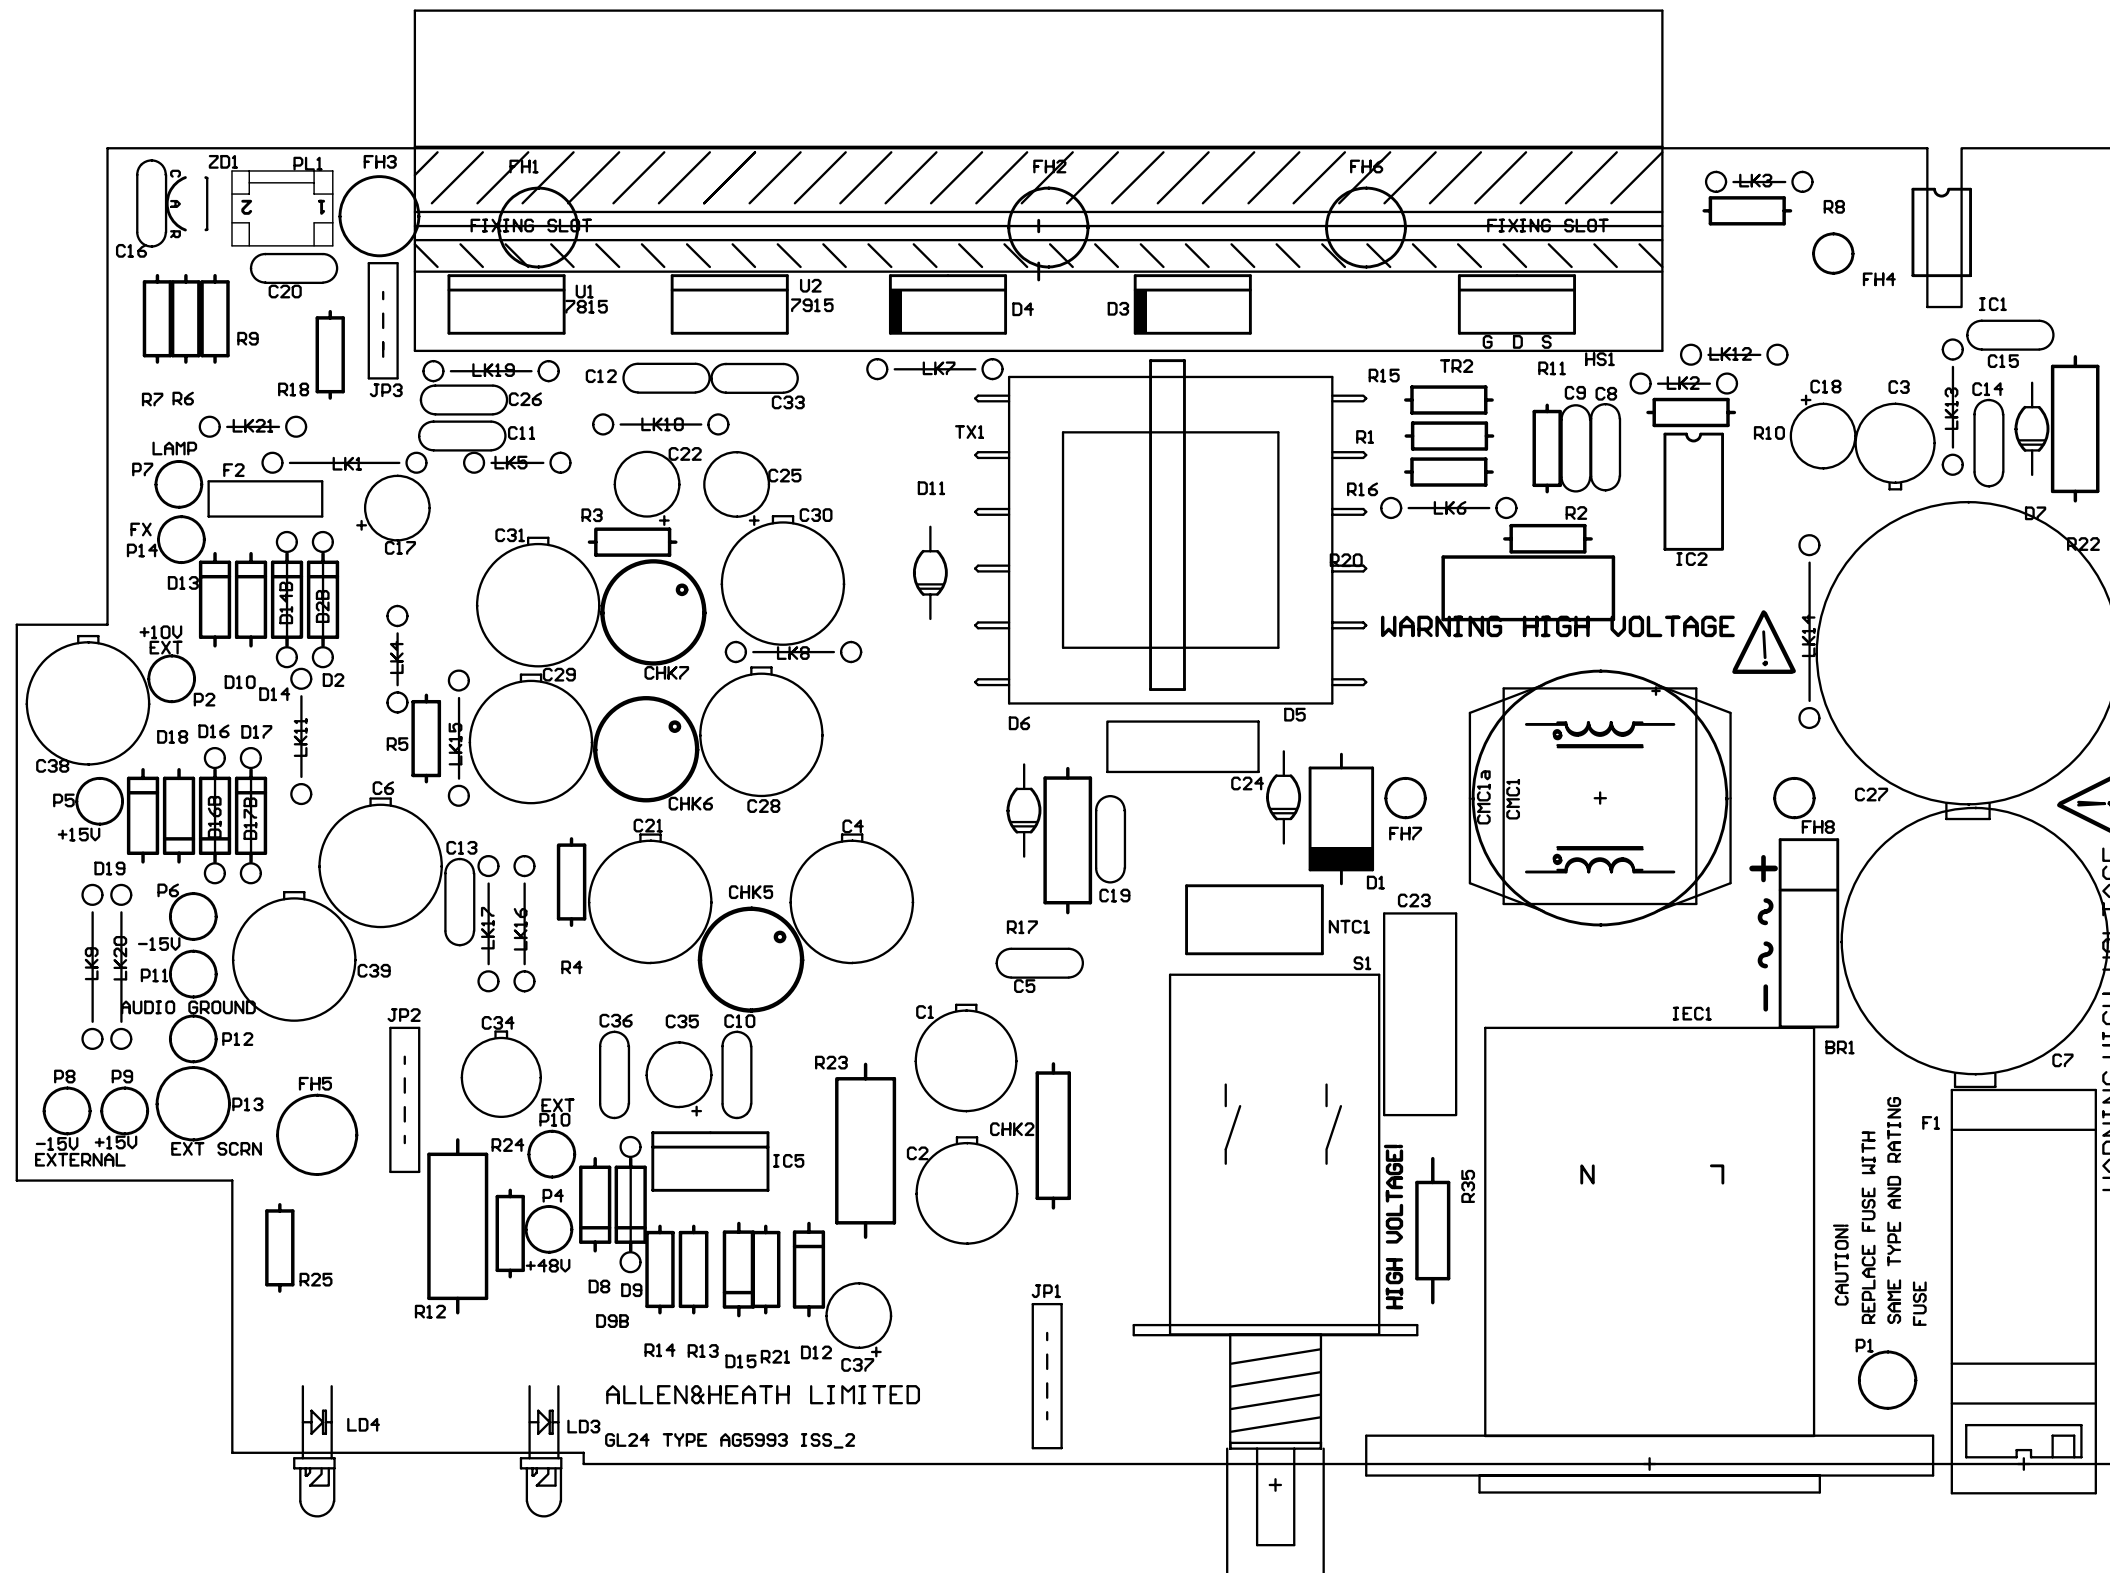 ZD1
PL1
FH3
FH1
FH2
FH6
LK3
R8
C
A
R
2
1
C16
FIXING SLOT
FIXING SLOT
FH4
C20
U1
7815
U2
7915
D4
D3
IC1
R9
G D S
HS1
R18
JP3
LK19
C12
C33
LK7
R15
TR2
R11
LK12
C15
R7
R6
C26
LK2
C9
C8
C18
C3
LK13
C14
LK21
C11
LK10
TX1
R1
R10
LAMP
P7
F2
LK1
LK5
C22
C25
D11
R16
LK6
R2
D7
FX
P14
C17
R3
C31
C30
R20
IC2
R22
D13
D14B
D2B
WARNING HIGH VOLTAGE
LK14
+10V
EXT
LK4
CHK7
LK8
P2
D10
D14
D2
C29
D6
D5
D18
D16
D17
LK11
R5
LK15
C38
P5
+15V
D16B
D17B
C6
CHK6
C28
C24
CMC1a
CMC1
C27
FH7
FH8
D19
C13
C21
C4
C19
D1
P6
-15V
P11
CHK5
C23
LK9
LK20
C39
LK17
LK16
R4
R17
NTC1
S1
C5
AUDIO GROUND
P12
JP2
C34
C36
C35
C10
C1
IEC1
BR1
C7
WARNING HIGH VOLTAGE
P8
P9
FH5
R23
P13
EXT
P10
-15V
+15V
EXTERNAL
EXT SCRN
R24
IC5
CHK2
C2
F1
N
L
P4
HIGH VOLTAGE!
R35
CAUTION!
REPLACE FUSE WITH
SAME TYPE AND RATING
FUSE
R25
+48V
R12
D8
D9
D9B
JP1
R14
R13
D15
R21
D12
C37
P1
ALLEN&HEATH LIMITED
LD4
LD3
GL24 TYPE AG5993 ISS_2